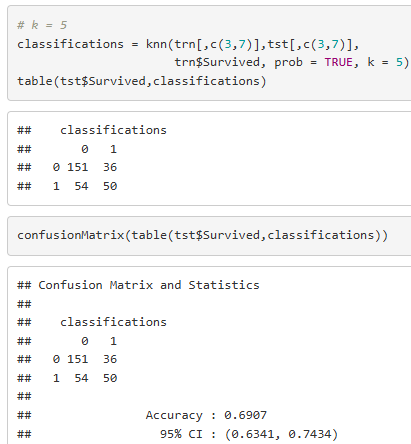 # k = 5
classifications = knn(trn[,c(3,7)],tst[,c(3,7)],
                      trn$Survived, prob = TRUE, k = 5)
table(tst$Survived,classifications)
##    classifications
##       0   1
##   0 151  36
##   1  54  50
confusionMatrix(table(tst$Survived,classifications))
## Confusion Matrix and Statistics
##
##    classifications
##       0   1
##   0 151  36
##   1  54  50
##
##                Accuracy : 0.6907
##                  95% CI : (0.6341, 0.7434)